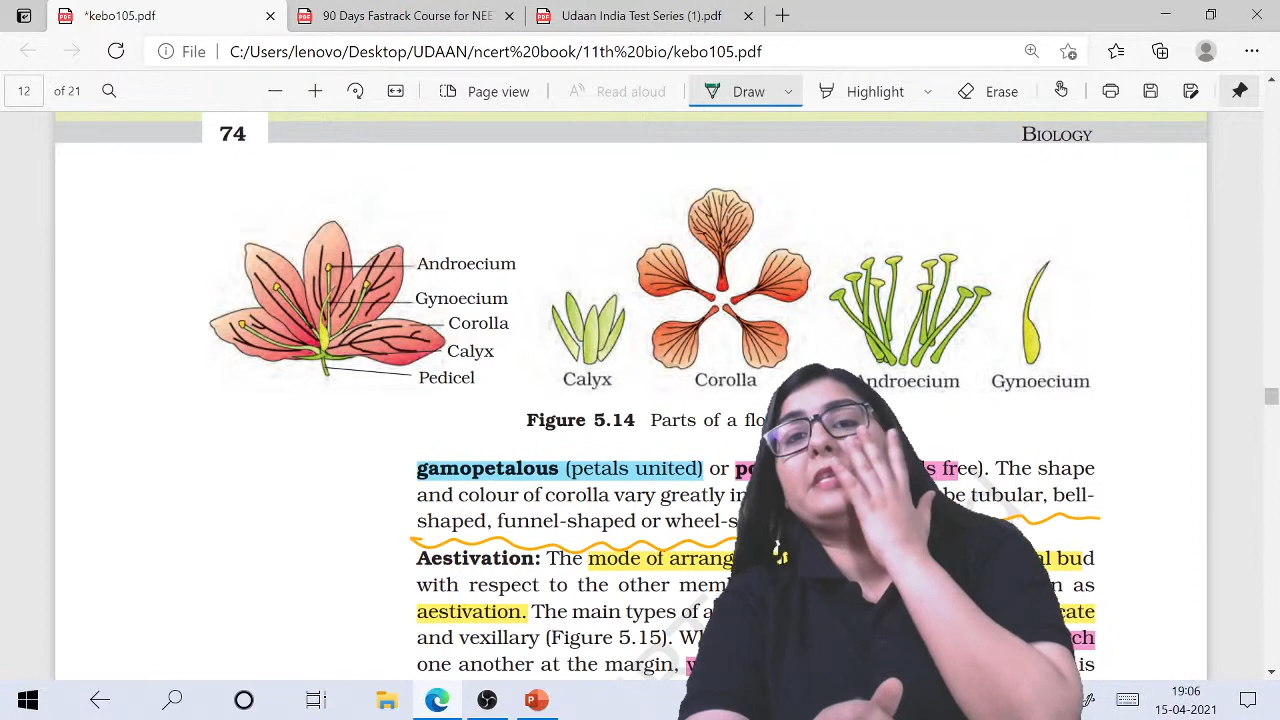 *kebo105.pdf
90 Days Fastrack Course for NEE
Udaan India Test Series (1).pdf
File
C:/Users/lenovo/Desktop/UDAAN/ncert%20book/11th%20bio/kebo105.pdf
12 of 21
Page view
Read aloud
Draw
Highlight
Erase
74
BIOLOGY
Androecium
Gynoecium
Corolla
Calyx
Pedicel
Calyx
Corolla
Androecium
Gynoecium
Figure 5.14 Parts of a flo
gamopetalous (petals united) or po s free). The shape
and colour of corolla vary greatly in be tubular, bell-
shaped, funnel-shaped or wheel-s
Aestivation: The mode of arrang al bud
with respect to the other mem n as
aestivation. The main types of a cate
and vexillary (Figure 5.15). W ch
one another at the margin, is
19:06
15-04-2021